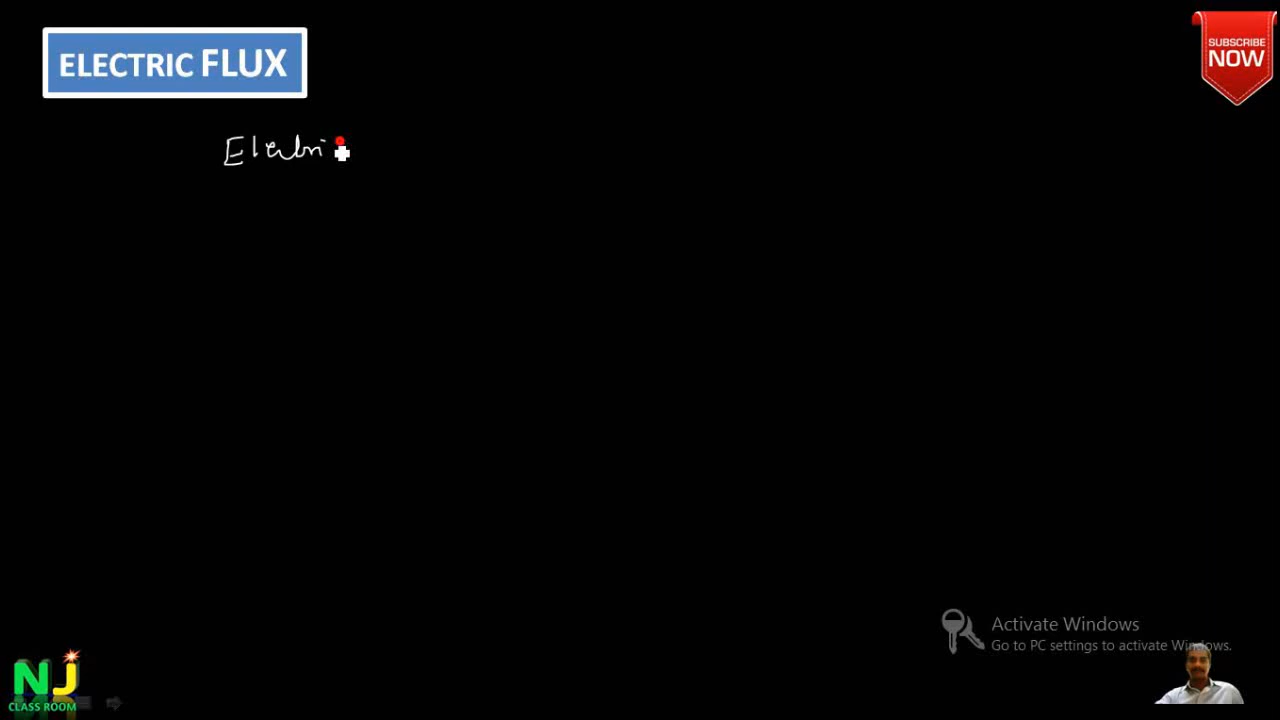 ELECTRIC FLUX
SUBSCRIBE
NOW
Electri
Activate Windows
Go to PC settings to activate Windows.
NJ
CLASS ROOM